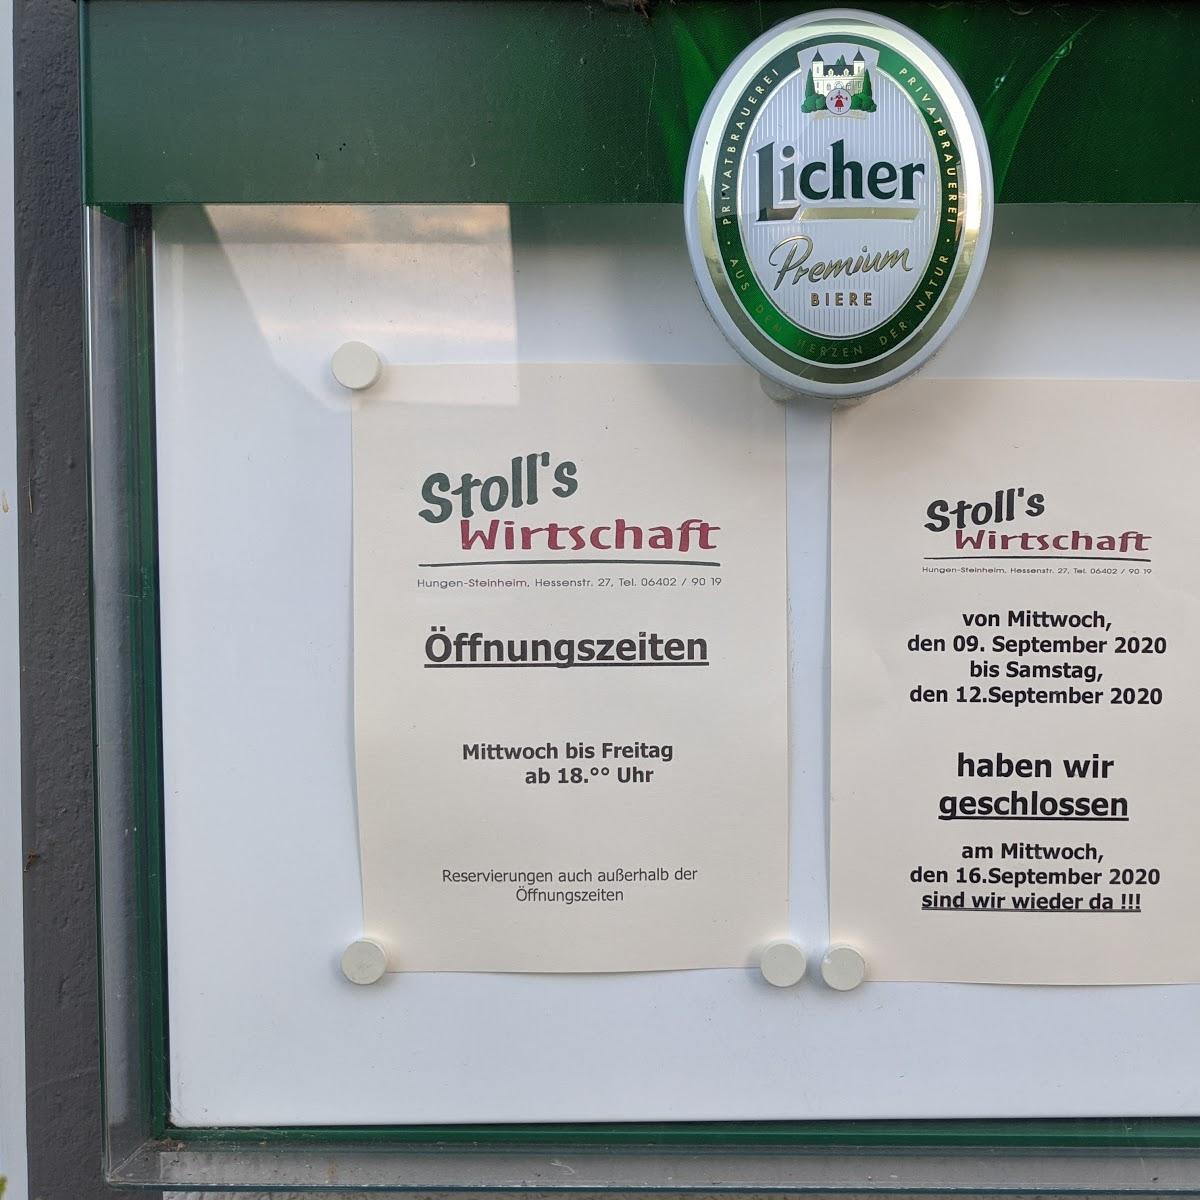 PRIVATBRAUEREI · PRIVATBRAUEREI
Licher
Premium
BIERE
· AUS DEM HERZEN DER NATUR ·
Stoll's
Wirtschaft
Hungen-Steinheim, Hessenstr. 27, Tel. 06402 / 90 19
Öffnungszeiten
Mittwoch bis Freitag
ab 18.°° Uhr
Reservierungen auch außerhalb der
Öffnungszeiten
Stoll's
Wirtschaft
Hungen-Steinheim, Hessenstr. 27, Tel. 06402 / 90 19
von Mittwoch,
den 09. September 2020
bis Samstag,
den 12.September 2020
haben wir
geschlossen
am Mittwoch,
den 16.September 2020
sind wir wieder da !!!